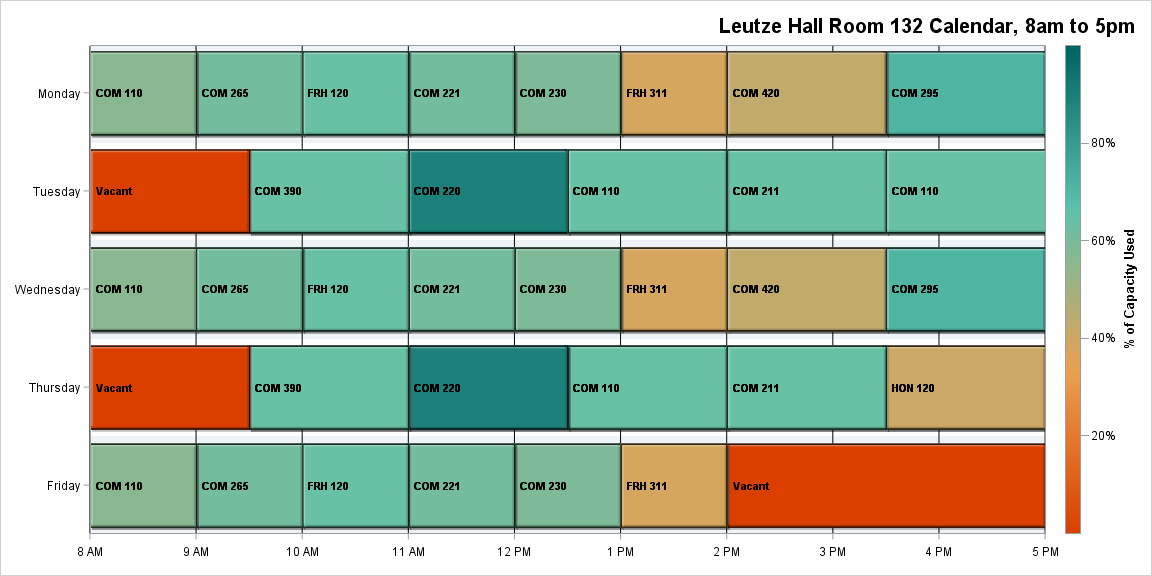 Leutze Hall Room 132 Calendar, 8am to 5pm
Monday
COM 110
COM 265
FRH 120
COM 221
COM 230
FRH 311
COM 420
COM 295
Tuesday
Vacant
COM 390
COM 220
COM 110
COM 211
COM 110
Wednesday
COM 110
COM 265
FRH 120
COM 221
COM 230
FRH 311
COM 420
COM 295
Thursday
Vacant
COM 390
COM 220
COM 110
COM 211
HON 120
Friday
COM 110
COM 265
FRH 120
COM 221
COM 230
FRH 311
Vacant
8 AM
9 AM
10 AM
11 AM
12 PM
1 PM
2 PM
3 PM
4 PM
5 PM
80%
60%
40%
20%
% of Capacity Used